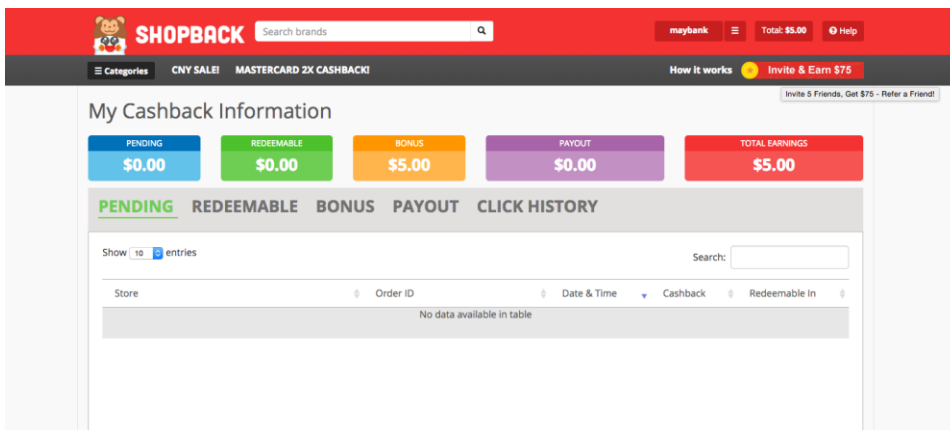 SHOPBACK Search brands maybank Total: $5.00 Help
Categories CNY SALE! MASTERCARD 2X CASHBACK! How it works Invite & Earn $75
Invite 5 Friends, Get $75 - Refer a Friend!
My Cashback Information
PENDING REDEEMABLE BONUS PAYOUT TOTAL EARNINGS
$0.00 $0.00 $5.00 $0.00 $5.00
PENDING REDEEMABLE BONUS PAYOUT CLICK HISTORY
Show 10 entries Search:
Store Order ID Date & Time Cashback Redeemable In
No data available in table